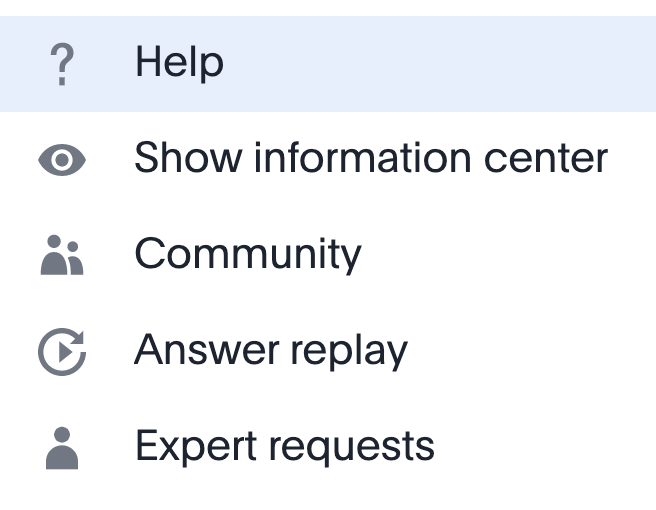 Help
Show information center
Community
Answer replay
Expert requests